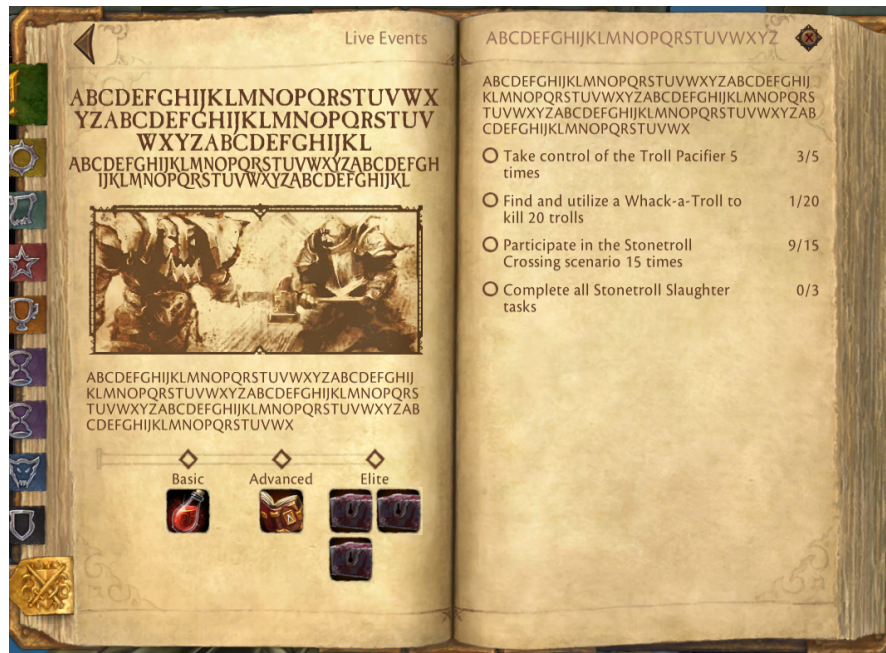 Live Events
ABCDEFGHIJKLMNOPQRSTUVWX
YZABCDEFGHIJKLMNOPQRSTUV
WXYZABCDEFGHIJKL
ABCDEFGHIJKLMNOPQRSTUVWXYZABCDEFGH
IJKLMNOPQRSTUVWXYZABCDEFGHIJKL
ABCDEFGHIJKLMNOPQRSTUVWXYZABCDEFGHIJ
KLMNOPQRSTUVWXYZABCDEFGHIJKLMNOPQRS
TUVWXYZABCDEFGHIJKLMNOPQRSTUVWXYZAB
CDEFGHIJKLMNOPQRSTUVWX
Basic Advanced Elite
ABCDEFGHIJKLMNOPQRSTUVWXYZ
ABCDEFGHIJKLMNOPQRSTUVWXYZABCDEFGHIJ
KLMNOPQRSTUVWXYZABCDEFGHIJKLMNOPQRS
TUVWXYZABCDEFGHIJKLMNOPQRSTUVWXYZAB
CDEFGHIJKLMNOPQRSTUVWX
Take control of the Troll Pacifier 5 3/5
times
Find and utilize a Whack-a-Troll to 1/20
kill 20 trolls
Participate in the Stonetroll 9/15
Crossing scenario 15 times
Complete all Stonetroll Slaughter 0/3
tasks